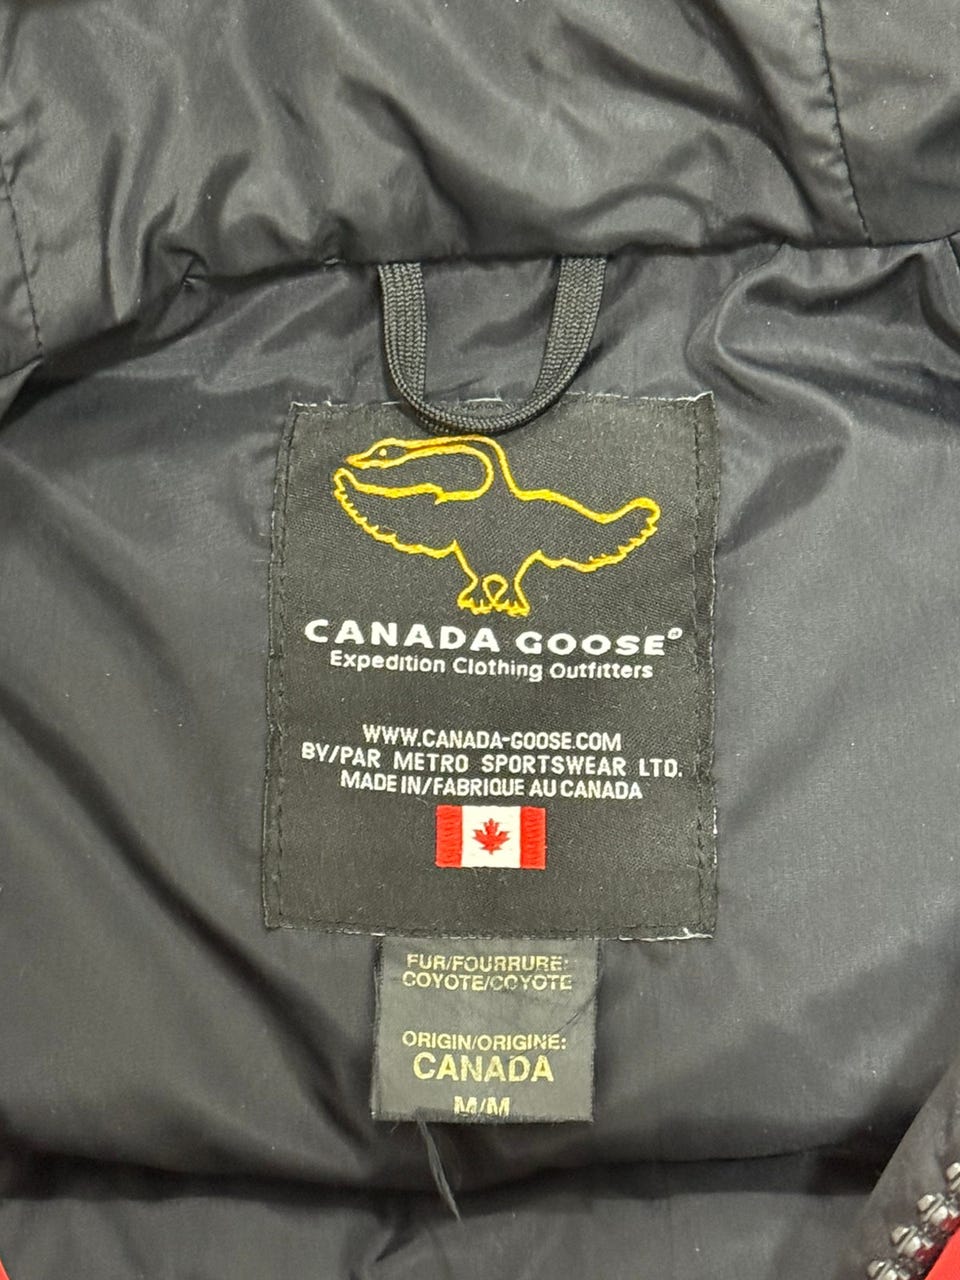 CANADA GOOSE®
Expedition Clothing Outfitters
WWW.CANADA-GOOSE.COM
BY/PAR METRO SPORTSWEAR LTD.
MADE IN/FABRIQUE AU CANADA
FUR/FOURRURE:
COYOTE/COYOTE
ORIGIN/ORIGINE:
CANADA
M/M